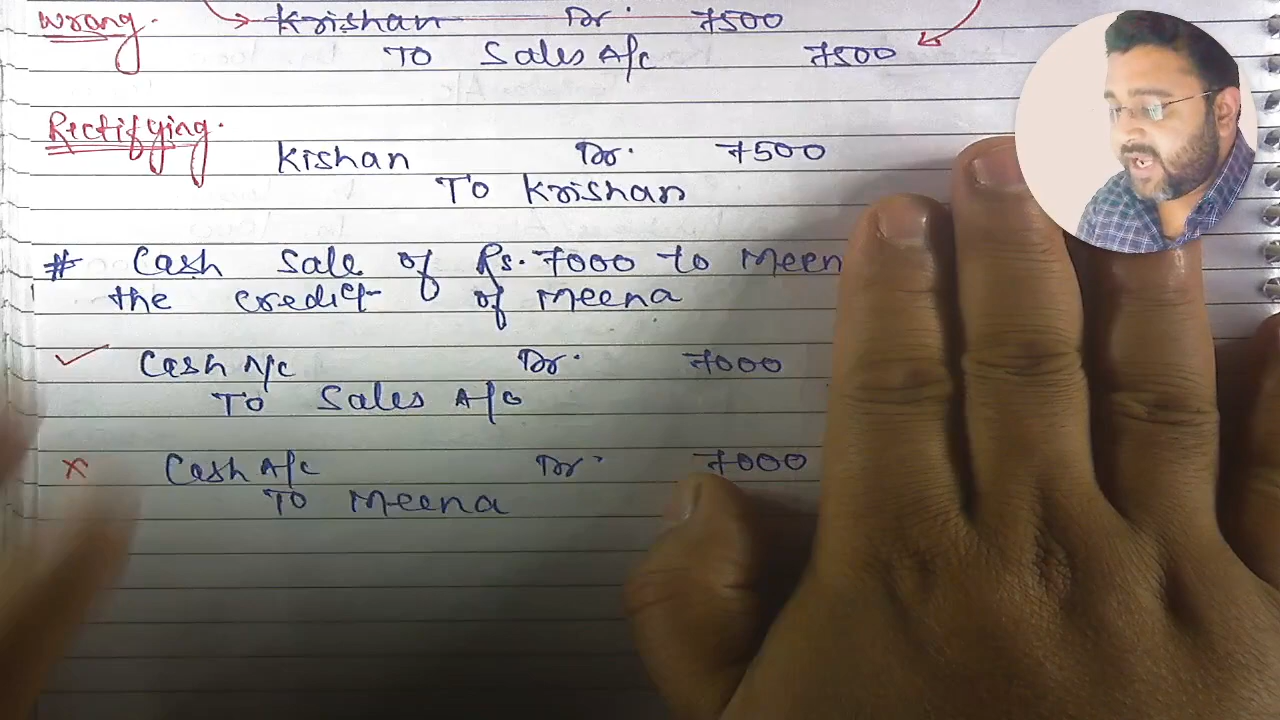 Wrong. Krishan Dr. 7500
To Sales A/c 7500
Rectifying.
Kishan Dr. 7500
To Krishan
# Cash Sale of Rs. 7000 to Meen
the credit of Meena
✓ Cash A/c Dr. 7000
To Sales A/c
× Cash A/c Dr 7000
To Meena